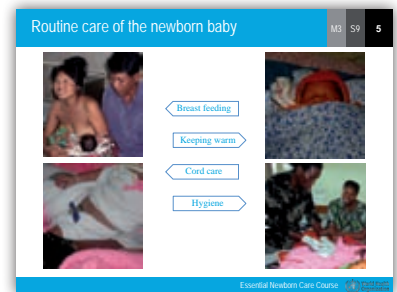 Routine care of the newborn baby
M3 S9 5
Breast feeding
Keeping warm
Cord care
Hygiene
Essential Newborn Care Course